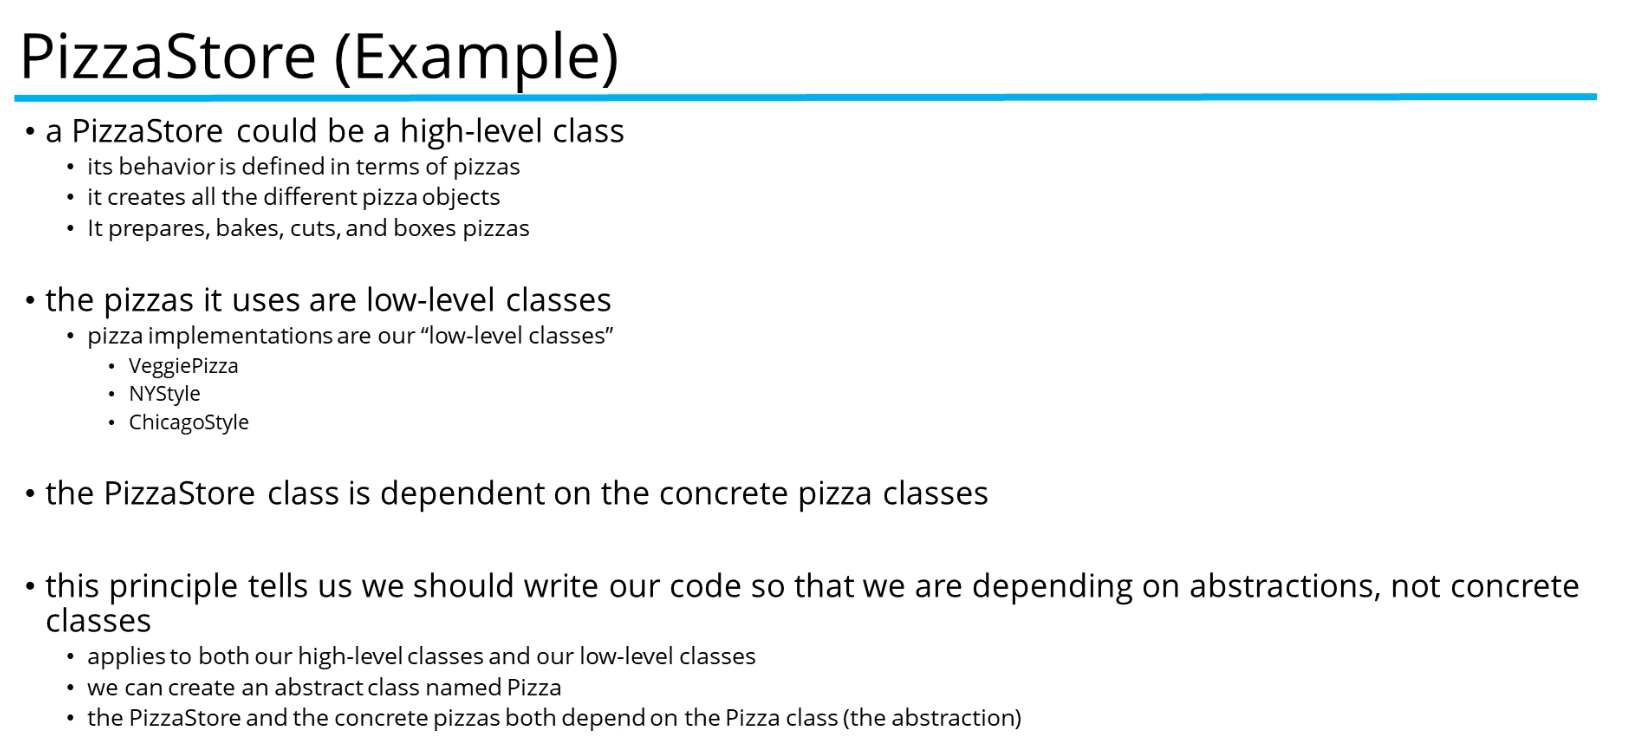 PizzaStore (Example)
• a PizzaStore could be a high-level class
• its behavior is defined in terms of pizzas
• it creates all the different pizza objects
• It prepares, bakes, cuts, and boxes pizzas
• the pizzas it uses are low-level classes
• pizza implementations are our “low-level classes”
• VeggiePizza
• NYStyle
• ChicagoStyle
• the PizzaStore class is dependent on the concrete pizza classes
• this principle tells us we should write our code so that we are depending on abstractions, not concrete
classes
• applies to both our high-level classes and our low-level classes
• we can create an abstract class named Pizza
• the PizzaStore and the concrete pizzas both depend on the Pizza class (the abstraction)